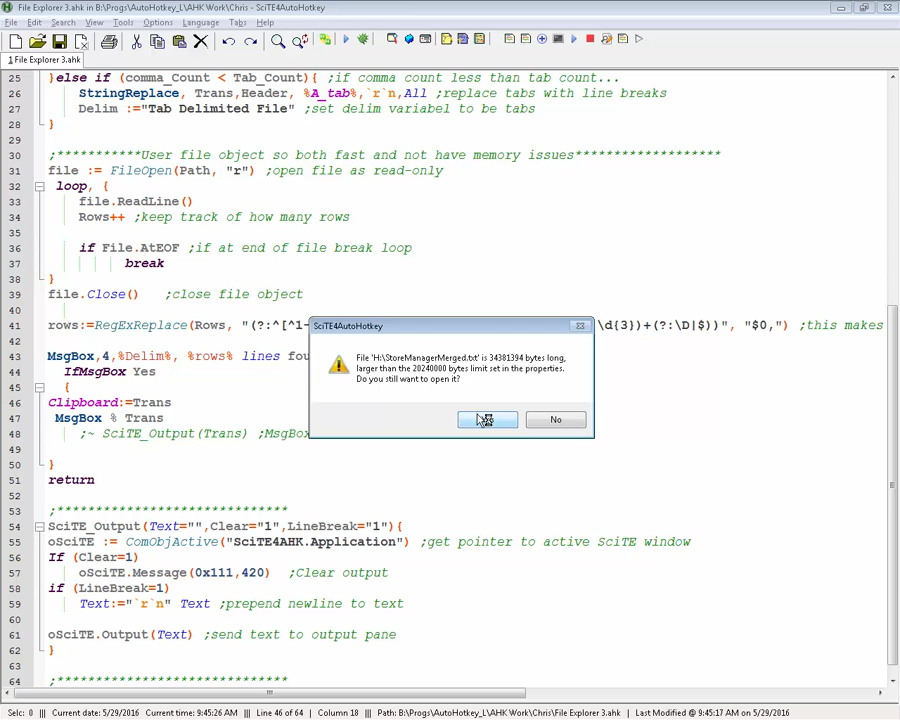 File Explorer 3.ahk in B:\Progs\AutoHotkey_L\AHK Work\Chris - SciTE4AutoHotkey
File Edit Search View Tools Options Language Tabs Help
1 File Explorer 3.ahk
25 }else if (comma_Count < Tab_Count){ ;if comma count less than tab count...
26 StringReplace, Trans,Header, %A_tab%,`r`n,All ;replace tabs with line breaks
27 Delim :="Tab Delimited File" ;set delim variabel to be tabs
28 }
29
30 ;***********User file object so both fast and not have memory issues*******************
31 file := FileOpen(Path, "r") ;open file as read-only
32 loop, {
33 file.ReadLine()
34 Rows++ ;keep track of how many rows
35
36 if File.AtEOF ;if at end of file break loop
37 break
38 }
39 file.Close() ;close file object
40
41 rows:=RegExReplace(Rows, "(?:^[^1- \d{3})+(?:\D|$))", "$0,") ;this makes
42
43 MsgBox,4,%Delim%, %rows% lines fou
44 IfMsgBox Yes
45 {
46 Clipboard:=Trans
47 MsgBox % Trans
48 ;~ SciTE_Output(Trans) ;MsgBox
49
50 }
51 return
52
53 ;*****************************
54 SciTE_Output(Text="",Clear="1",LineBreak="1"){
55 oSciTE := ComObjActive("SciTE4AHK.Application") ;get pointer to active SciTE window
56 If (Clear=1)
57 oSciTE.Message(0x111,420) ;Clear output
58 if (LineBreak=1)
59 Text:="`r`n" Text ;prepend newline to text
60
61 oSciTE.Output(Text) ;send text to output pane
62 }
63
64 ;*****************************
SciTE4AutoHotkey
File 'H:\StoreManagerMerged.txt' is 34381394 bytes long,
larger than the 20240000 bytes limit set in the properties.
Do you still want to open it?
No
Selc: 0 ||| Current date: 5/29/2016 Current time: 9:45:26 AM ||| Line 46 of 64 ||| Column 18 ||| Path: B:\Progs\AutoHotkey_L\AHK Work\Chris\File Explorer 3.ahk ||| Last Modified @ 9:45:17 AM on 5/29/2016